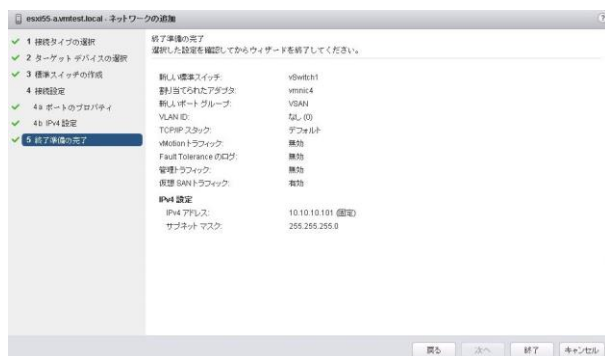 esxi55-a.vmtest.local - ネットワークの追加
1 接続タイプの選択
2 ターゲット デバイスの選択
3 標準スイッチの作成
4 接続設定
4a ポートのプロパティ
4b IPv4 設定
5 終了準備の完了
終了準備の完了
選択した設定を確認してからウィザードを終了してください。
新しい標準スイッチ: vSwitch1
割り当てられたアダプタ: vmnic4
新しいポート グループ: VSAN
VLAN ID: なし (0)
TCP/IP スタック: デフォルト
vMotion トラフィック: 無効
Fault Tolerance のログ: 無効
管理トラフィック: 無効
仮想 SAN トラフィック: 有効
IPv4 設定
IPv4 アドレス: 10.10.10.101 (固定)
サブネット マスク: 255.255.255.0
戻る 次へ 終了 キャンセル